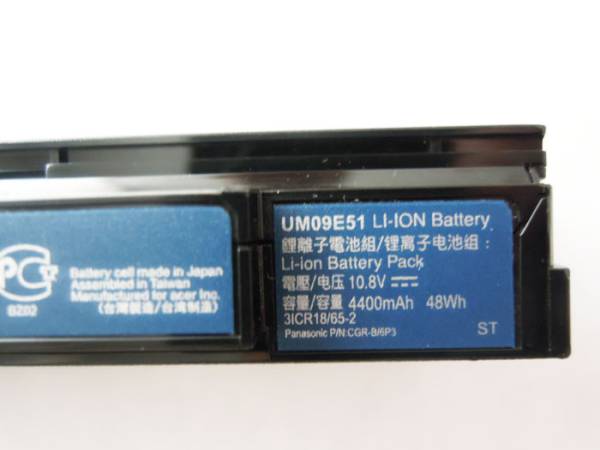 PC
BZ02
Battery cell made in Japan
Assembled in Taiwan
Manufactured for acer Inc.
(台灣製造/台湾制造)
UM09E51 LI-ION Battery
鋰離子電池組/锂离子电池组:
Li-ion Battery Pack
電壓/电压 10.8V⎓
容量/容量 4400mAh 48Wh
3ICR18/65-2
Panasonic P/N:CGR-B/6P3
ST